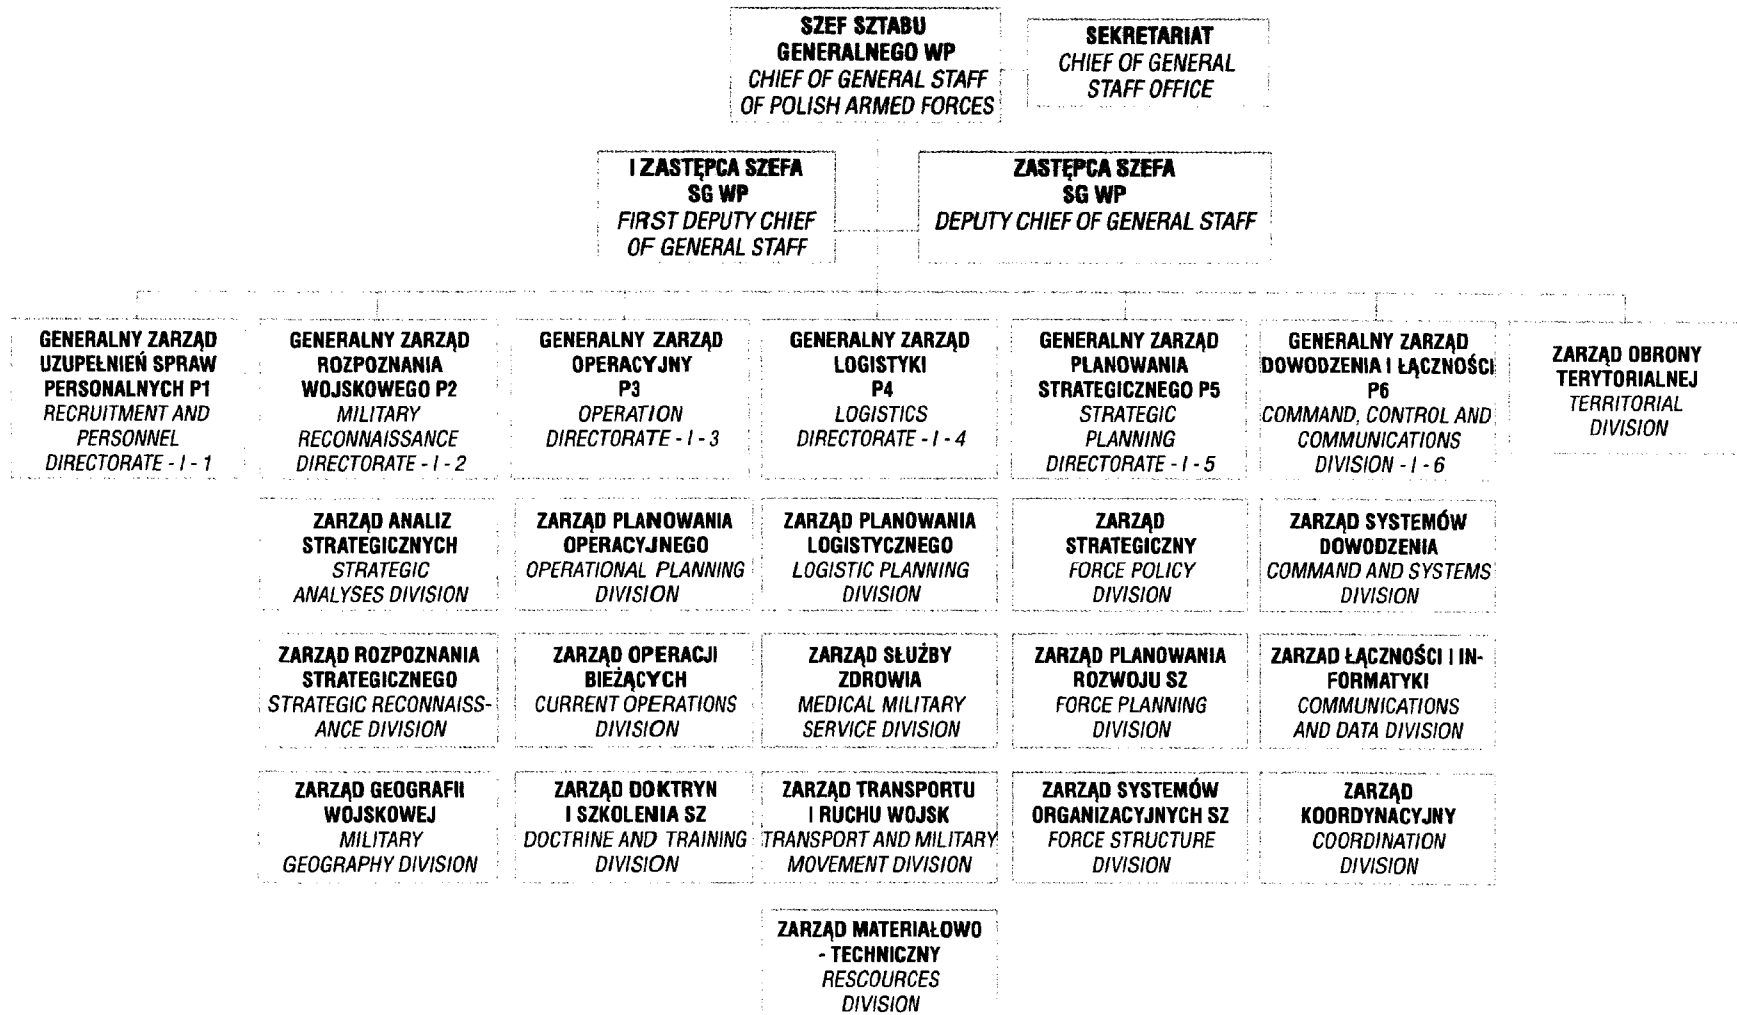 SZEF SZTABU
GENERALNEGO WP
CHIEF OF GENERAL STAFF
OF POLISH ARMED FORCES
SEKRETARIAT
CHIEF OF GENERAL
STAFF OFFICE
I ZASTĘPCA SZEFA
SG WP
FIRST DEPUTY CHIEF
OF GENERAL STAFF
ZASTĘPCA SZEFA
SG WP
DEPUTY CHIEF OF GENERAL STAFF
GENERALNY ZARZĄD
UZUPEŁNIEŃ SPRAW
PERSONALNYCH P1
RECRUITMENT AND
PERSONNEL
DIRECTORATE - I - 1
GENERALNY ZARZĄD
ROZPOZNANIA
WOJSKOWEGO P2
MILITARY
RECONNAISSANCE
DIRECTORATE - I - 2
GENERALNY ZARZĄD
OPERACYJNY
P3
OPERATION
DIRECTORATE - I - 3
GENERALNY ZARZĄD
LOGISTYKI
P4
LOGISTICS
DIRECTORATE - I - 4
GENERALNY ZARZĄD
PLANOWANIA
STRATEGICZNEGO P5
STRATEGIC
PLANNING
DIRECTORATE - I - 5
GENERALNY ZARZĄD
DOWODZENIA I ŁĄCZNOŚCI
P6
COMMAND, CONTROL AND
COMMUNICATIONS
DIVISION - I - 6
ZARZĄD OBRONY
TERYTORIALNEJ
TERRITORIAL
DIVISION
ZARZĄD ANALIZ
STRATEGICZNYCH
STRATEGIC
ANALYSES DIVISION
ZARZĄD PLANOWANIA
OPERACYJNEGO
OPERATIONAL PLANNING
DIVISION
ZARZĄD PLANOWANIA
LOGISTYCZNEGO
LOGISTIC PLANNING
DIVISION
ZARZĄD
STRATEGICZNY
FORCE POLICY
DIVISION
ZARZĄD SYSTEMÓW
DOWODZENIA
COMMAND AND SYSTEMS
DIVISION
ZARZĄD ROZPOZNANIA
STRATEGICZNEGO
STRATEGIC RECONNAISS-
ANCE DIVISION
ZARZĄD OPERACJI
BIEŻĄCYCH
CURRENT OPERATIONS
DIVISION
ZARZĄD SŁUŻBY
ZDROWIA
MEDICAL MILITARY
SERVICE DIVISION
ZARZĄD PLANOWANIA
ROZWOJU SZ
FORCE PLANNING
DIVISION
ZARZAD ŁĄCZNOŚCI I IN-
FORMATYKI
COMMUNICATIONS
AND DATA DIVISION
ZARZĄD GEOGRAFII
WOJSKOWEJ
MILITARY
GEOGRAPHY DIVISION
ZARZĄD DOKTRYN
I SZKOLENIA SZ
DOCTRINE AND TRAINING
DIVISION
ZARZĄD TRANSPORTU
I RUCHU WOJSK
TRANSPORT AND MILITARY
MOVEMENT DIVISION
ZARZĄD SYSTEMÓW
ORGANIZACYJNYCH SZ
FORCE STRUCTURE
DIVISION
ZARZĄD
KOORDYNACYJNY
COORDINATION
DIVISION
ZARZĄD MATERIAŁOWO
- TECHNICZNY
RESCOURCES
DIVISION